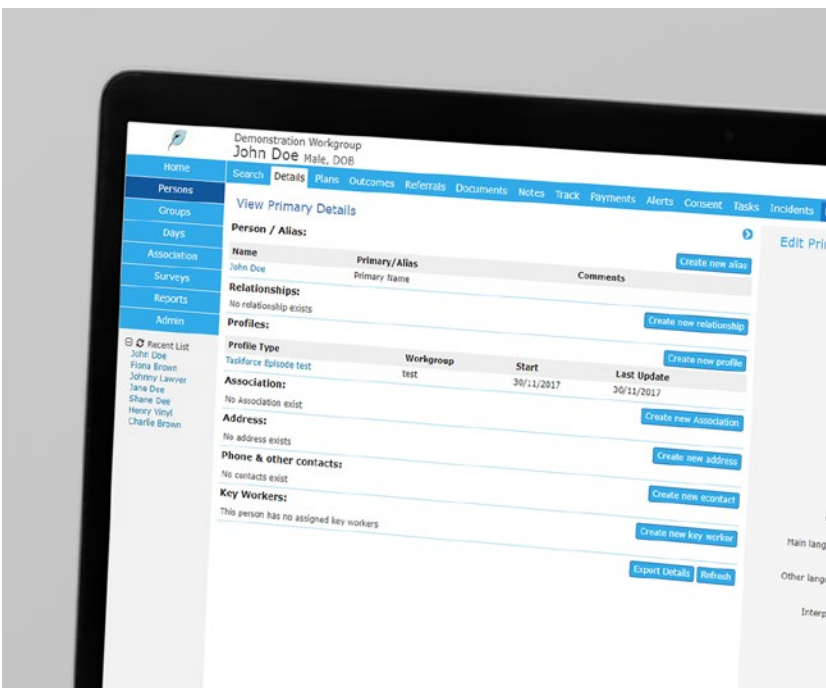 Demonstration Workgroup
John Doe Male, DOB
Home
Persons
Groups
Days
Association
Surveys
Reports
Admin
Recent List
John Doe
Fiona Brown
Johnny Lawyer
Jane Dee
Shane Dee
Henry Vinyl
Charlie Brown
Search Details Plans Outcomes Referrals Documents Notes Track Payments Alerts Consent Tasks Incidents
View Primary Details
Person / Alias:
Create new alias
Name Primary/Alias Comments
John Doe Primary Name
Relationships:
No relationship exists
Create new relationship
Profiles:
Create new profile
Profile Type Workgroup Start Last Update
Taskforce Episode test test 30/11/2017 30/11/2017
Association:
No Association exist
Create new Association
Address:
No address exists
Create new address
Phone & other contacts:
No contacts exist
Create new econtact
Key Workers:
This person has no assigned key workers
Create new key worker
Export Details Refresh
Edit Pri
Main lang
Other lang
Interp